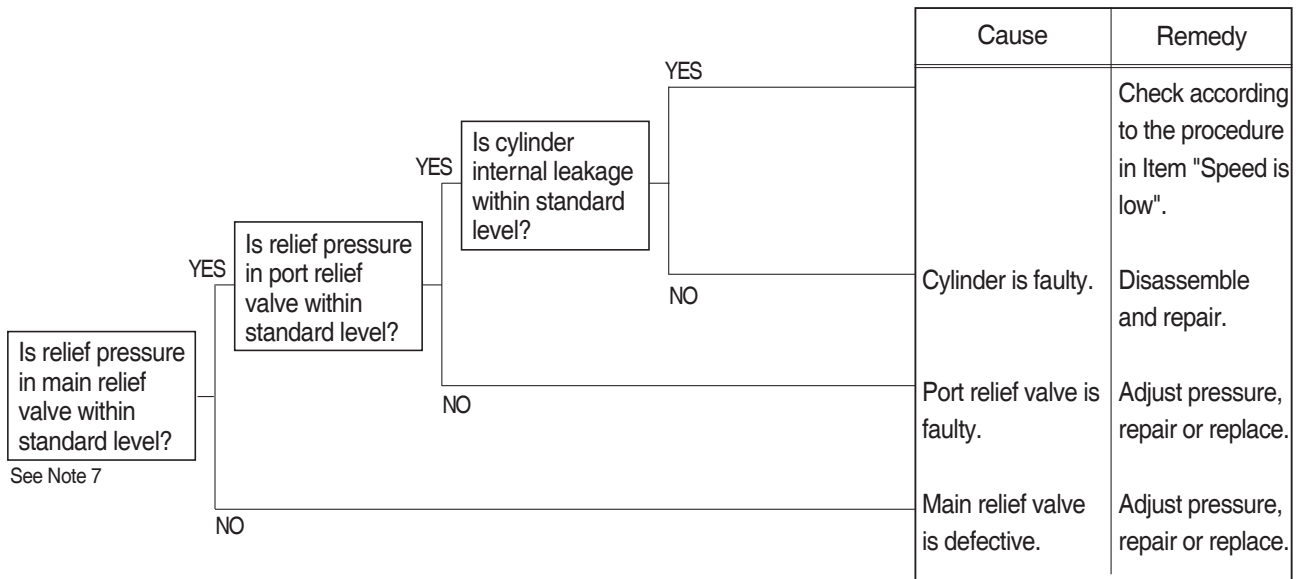 Cause
Remedy
YES
Check according
to the procedure
in Item "Speed is
low".
Is cylinder
internal leakage
within standard
level?
YES
NO
Cylinder is faulty.
Disassemble
and repair.
Is relief pressure
in port relief
valve within
standard level?
YES
NO
Port relief valve is
faulty.
Adjust pressure,
repair or replace.
Is relief pressure
in main relief
valve within
standard level?
See Note 7
NO
Main relief valve
is defective.
Adjust pressure,
repair or replace.